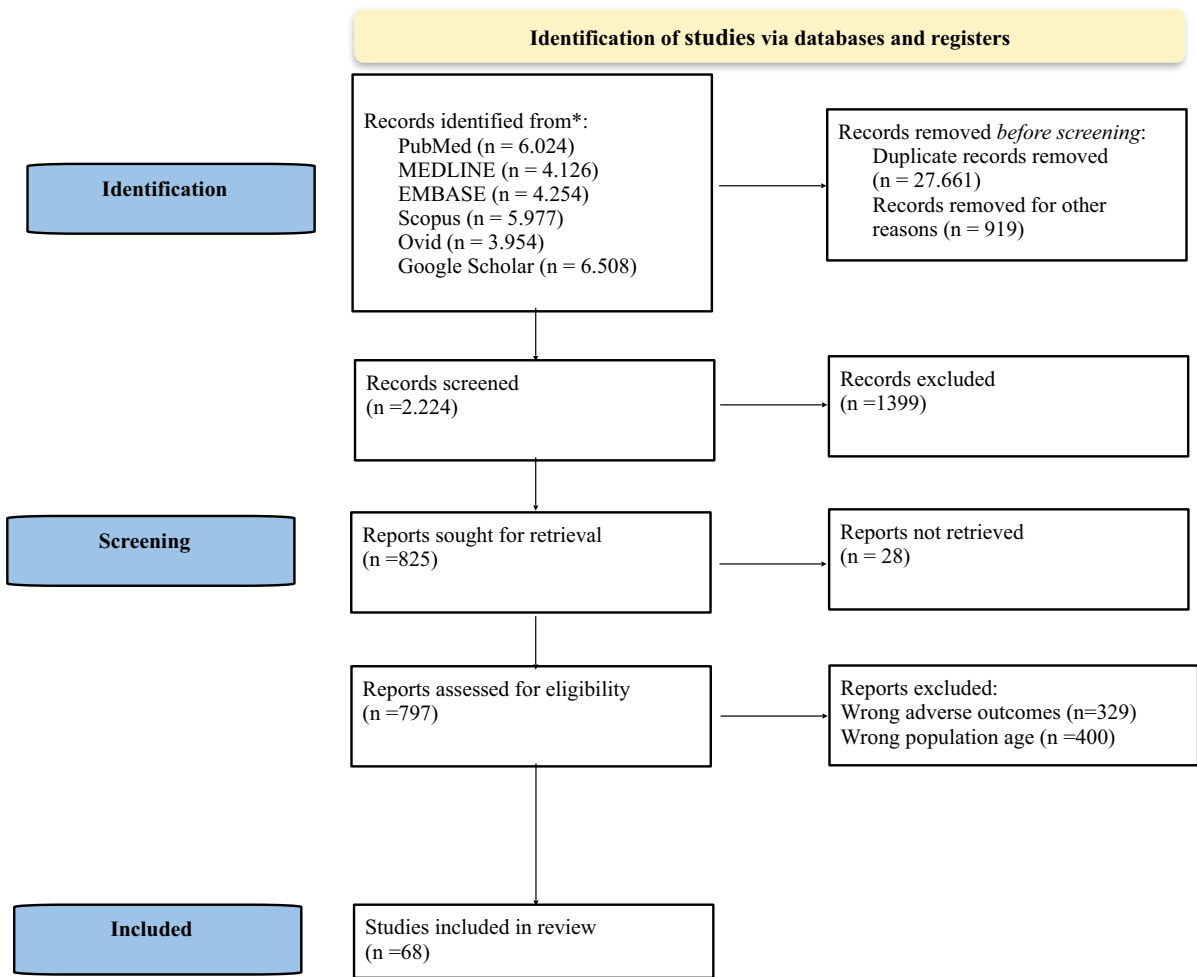 Identification of studies via databases and registers
Identification
Records identified from*:
PubMed (n = 6.024)
MEDLINE (n = 4.126)
EMBASE (n = 4.254)
Scopus (n = 5.977)
Ovid (n = 3.954)
Google Scholar (n = 6.508)
Records removed before screening:
Duplicate records removed
(n = 27.661)
Records removed for other
reasons (n = 919)
Records screened
(n =2.224)
Records excluded
(n =1399)
Screening
Reports sought for retrieval
(n =825)
Reports not retrieved
(n = 28)
Reports assessed for eligibility
(n =797)
Reports excluded:
Wrong adverse outcomes (n=329)
Wrong population age (n =400)
Included
Studies included in review
(n =68)